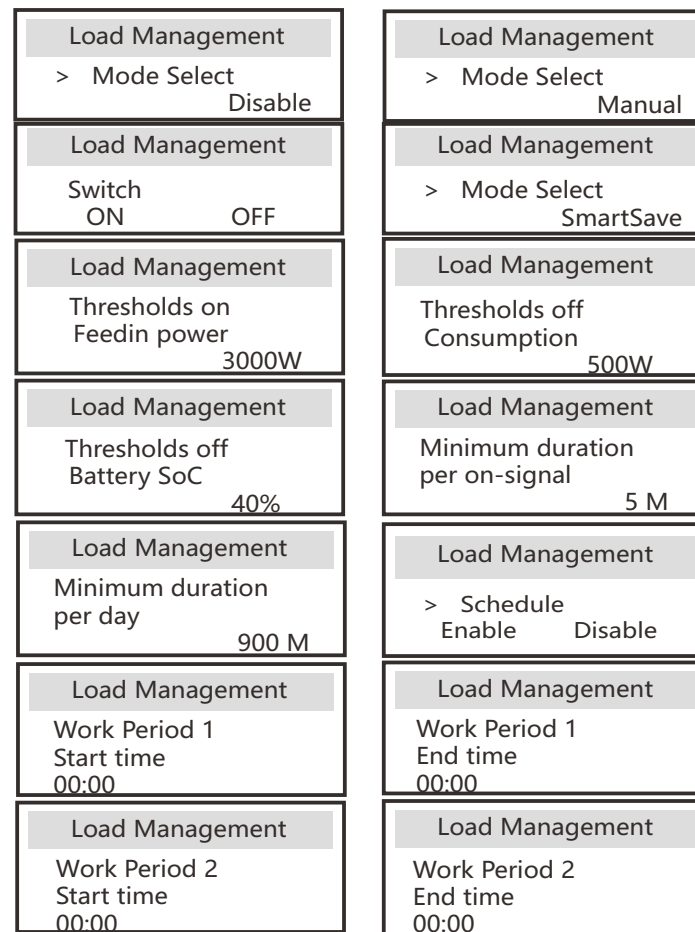 Load Management
> Mode Select
Disable
Load Management
> Mode Select
Manual
Load Management
Switch
ON OFF
Load Management
> Mode Select
SmartSave
Load Management
Thresholds on
Feedin power
3000W
Load Management
Thresholds off
Consumption
500W
Load Management
Thresholds off
Battery SoC
40%
Load Management
Minimum duration
per on-signal
5 M
Load Management
Minimum duration
per day
900 M
Load Management
> Schedule
Enable Disable
Load Management
Work Period 1
Start time
00:00
Load Management
Work Period 1
End time
00:00
Load Management
Work Period 2
Start time
00:00
Load Management
Work Period 2
End time
00:00